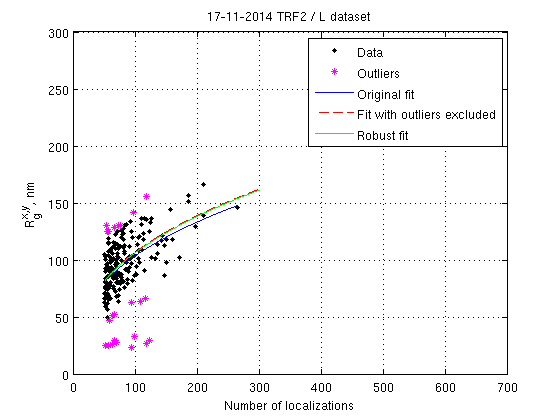 17-11-2014 TRF2 / L dataset
300
250
200
150
100
50
0
R_g^x,y, nm
Data
Outliers
Original fit
Fit with outliers excluded
Robust fit
0 100 200 300 400 500 600 700
Number of localizations